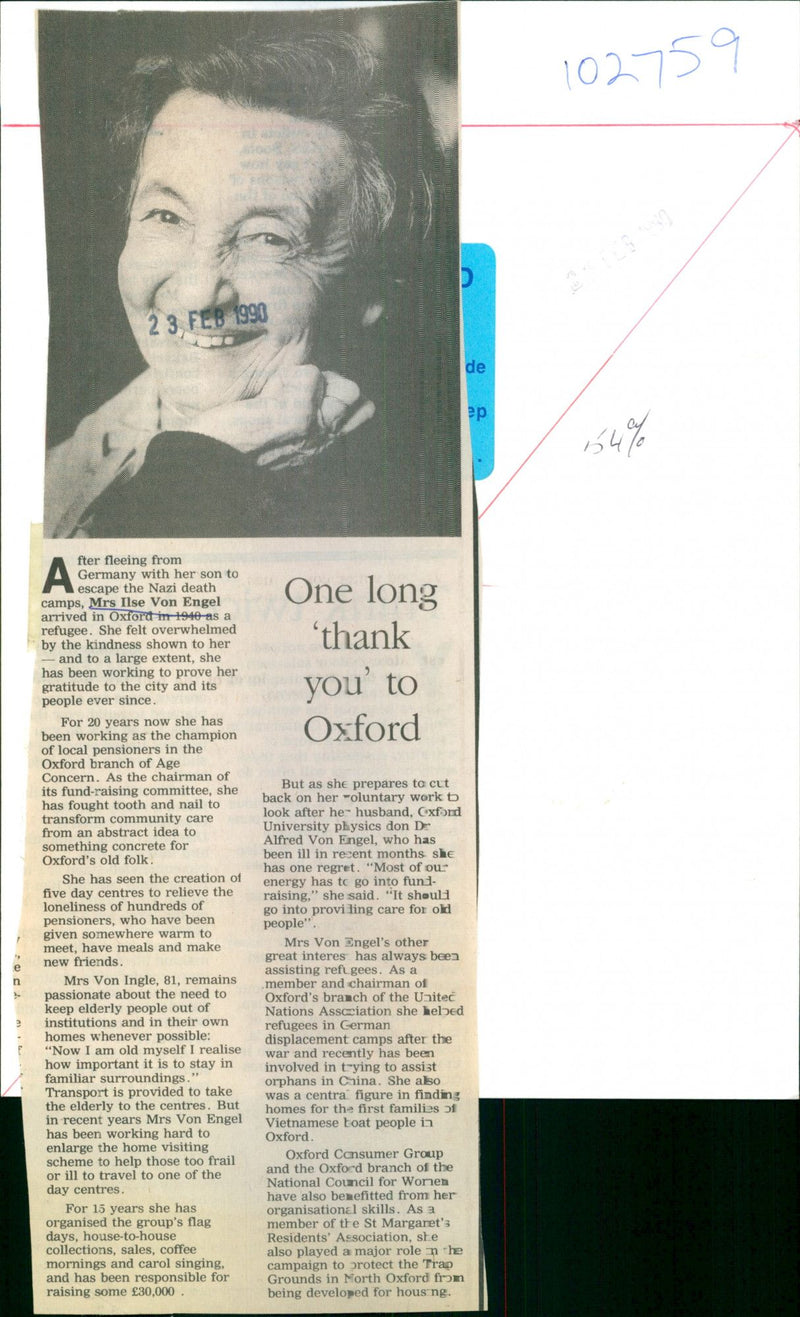 102759
23 FEB 1990
D
de
ep
154%
After fleeing from
Germany with her son to
escape the Nazi death
camps, Mrs Ilse Von Engel
arrived in Oxford in 1940 as a
refugee. She felt overwhelmed
by the kindness shown to her
— and to a large extent, she
has been working to prove her
gratitude to the city and its
people ever since.
For 20 years now she has
been working as the champion
of local pensioners in the
Oxford branch of Age
Concern. As the chairman of
its fund-raising committee, she
has fought tooth and nail to
transform community care
from an abstract idea to
something concrete for
Oxford's old folk.
She has seen the creation of
five day centres to relieve the
loneliness of hundreds of
pensioners, who have been
given somewhere warm to
meet, have meals and make
new friends.
Mrs Von Ingle, 81, remains
passionate about the need to
keep elderly people out of
institutions and in their own
homes whenever possible:
"Now I am old myself I realise
how important it is to stay in
familiar surroundings."
Transport is provided to take
the elderly to the centres. But
in recent years Mrs Von Engel
has been working hard to
enlarge the home visiting
scheme to help those too frail
or ill to travel to one of the
day centres.
For 15 years she has
organised the group's flag
days, house-to-house
collections, sales, coffee
mornings and carol singing,
and has been responsible for
raising some £30,000 .
One long
'thank
you' to
Oxford
But as she prepares to cut
back on her voluntary work to
look after her husband, Oxford
University physics don Dr
Alfred Von Engel, who has
been ill in recent months she
has one regret. "Most of our
energy has to go into fund-
raising," she said. "It should
go into providing care for old
people".
Mrs Von Engel's other
great interest has always been
assisting refugees. As a
member and chairman of
Oxford's branch of the United
Nations Association she helped
refugees in German
displacement camps after the
war and recently has been
involved in trying to assist
orphans in China. She also
was a central figure in finding
homes for the first families of
Vietnamese boat people in
Oxford.
Oxford Consumer Group
and the Oxford branch of the
National Council for Women
have also benefitted from her
organisational skills. As a
member of the St Margaret's
Residents' Association, she
also played a major role in the
campaign to protect the Trap
Grounds in North Oxford from
being developed for housing.